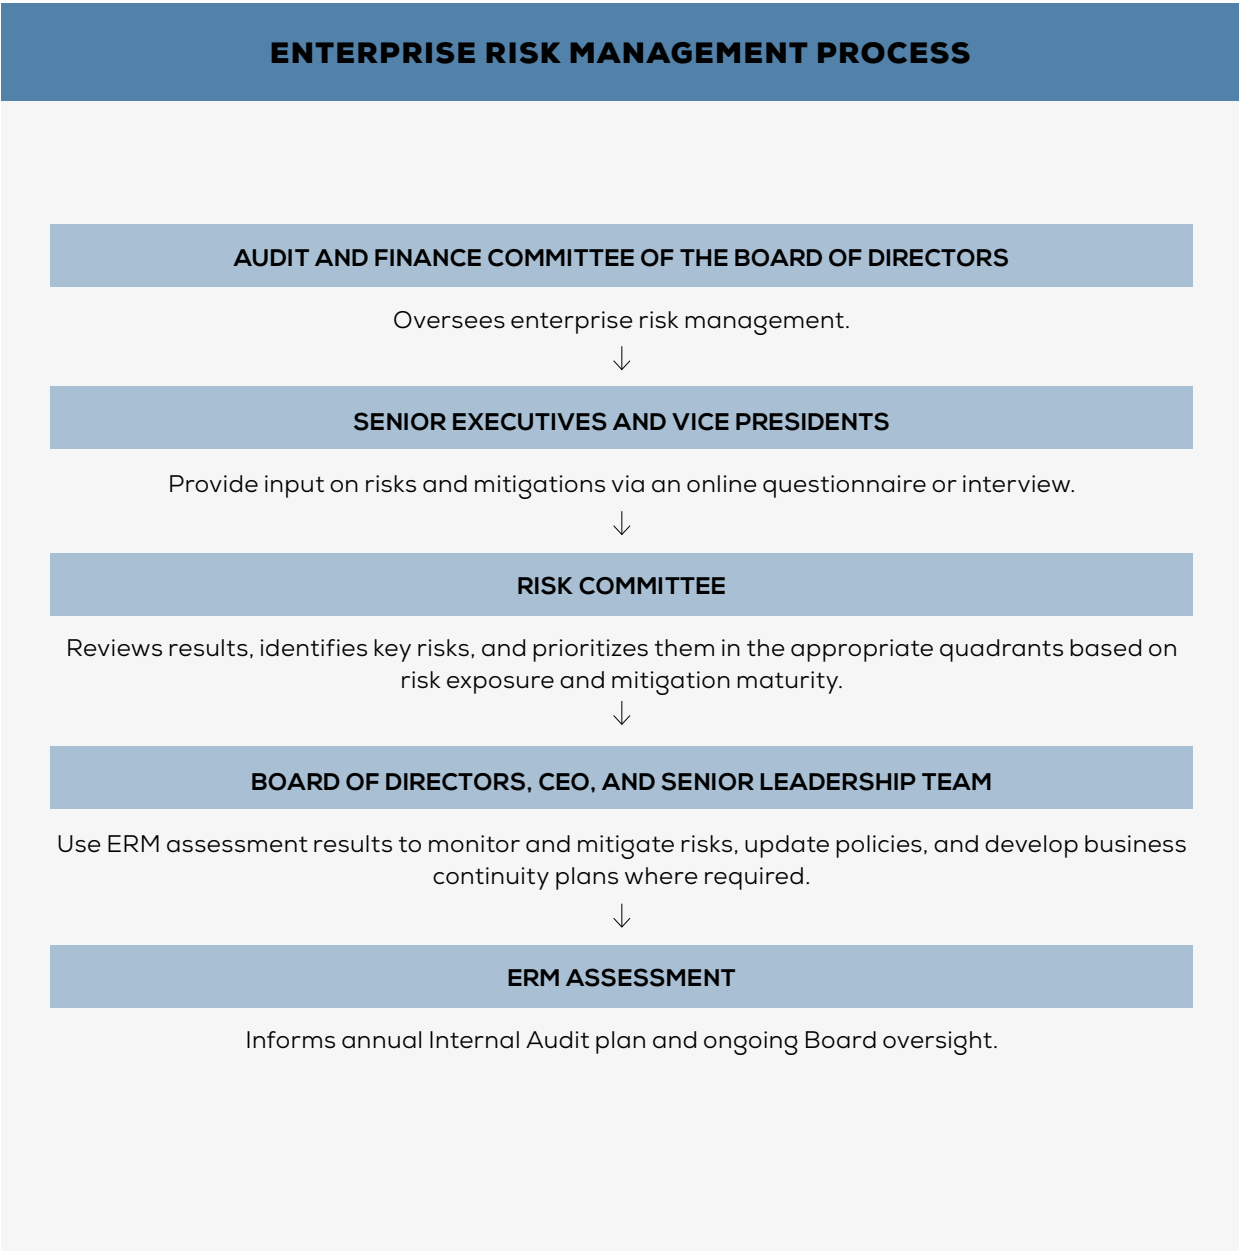 ENTERPRISE RISK MANAGEMENT PROCESS
AUDIT AND FINANCE COMMITTEE OF THE BOARD OF DIRECTORS
Oversees enterprise risk management.
↓
SENIOR EXECUTIVES AND VICE PRESIDENTS
Provide input on risks and mitigations via an online questionnaire or interview.
↓
RISK COMMITTEE
Reviews results, identifies key risks, and prioritizes them in the appropriate quadrants based on
risk exposure and mitigation maturity.
↓
BOARD OF DIRECTORS, CEO, AND SENIOR LEADERSHIP TEAM
Use ERM assessment results to monitor and mitigate risks, update policies, and develop business
continuity plans where required.
↓
ERM ASSESSMENT
Informs annual Internal Audit plan and ongoing Board oversight.